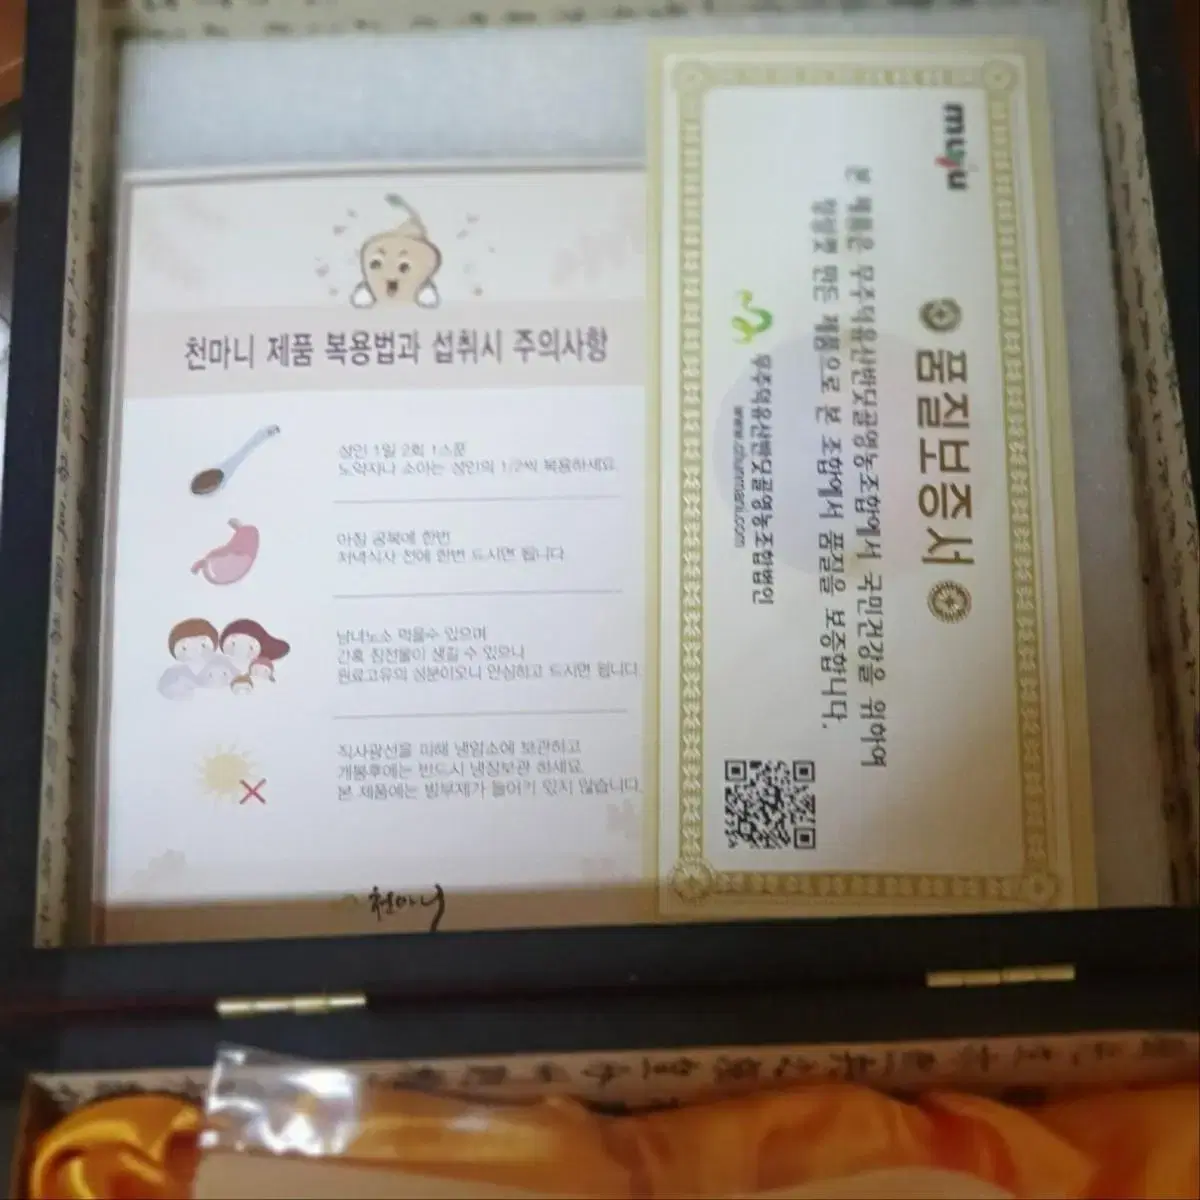 천마니 제품 복용법과 섭취시 주의사항
성인 1일 2회 1스푼
노약자나 소아는 성인의 1/2씩 복용하세요
아침 공복에 한번
저녁식사 전에 한번 드시면 됩니다
남녀노소 먹을수 있으며
간혹 침전물이 생길 수 있으나
원료고유의 성분이오니 안심하고 드시면 됩니다.
직사광선을 피해 냉암소에 보관하고
개봉후에는 반드시 냉장보관 하세요.
본 제품에는 방부제가 들어가 있지 않습니다.
천마니
muju
품질보증서
본 제품은 무주덕유산반딧골영농조합에서 국민건강을 위하여
정성껏 만든 제품으로 본 조합에서 품질을 보증합니다.
무주덕유산반딧골영농조합법인
www.chunmani.com